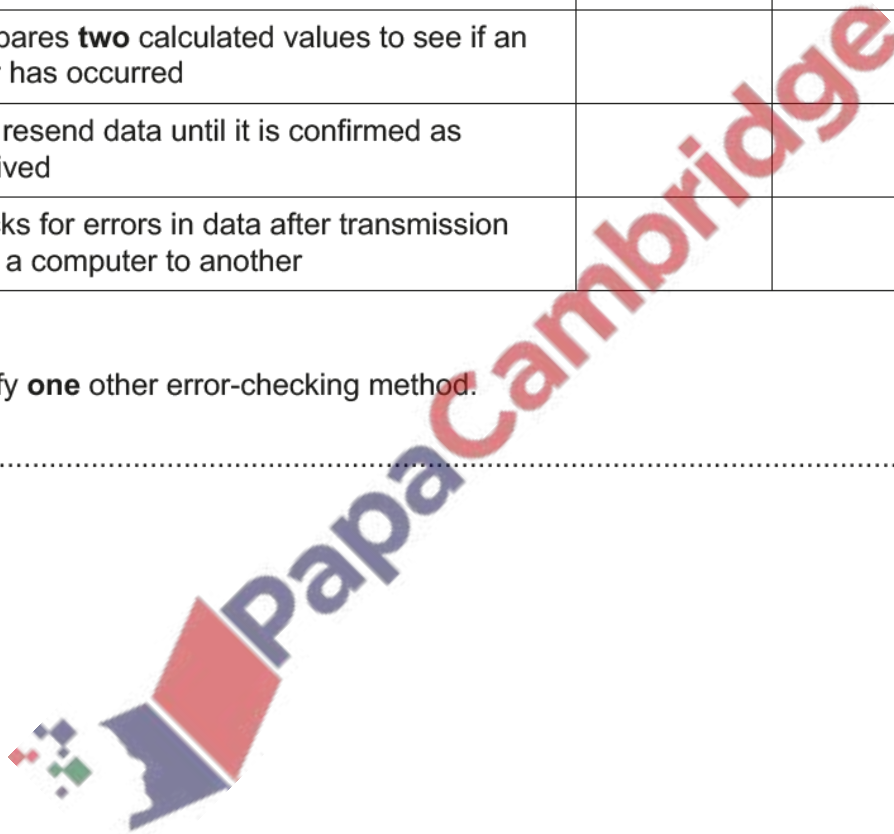 pares two calculated values to see if an
has occurred
resend data until it is confirmed as
ived
ks for errors in data after transmission
a computer to another
fy one other error-checking method.
PapaCambridge